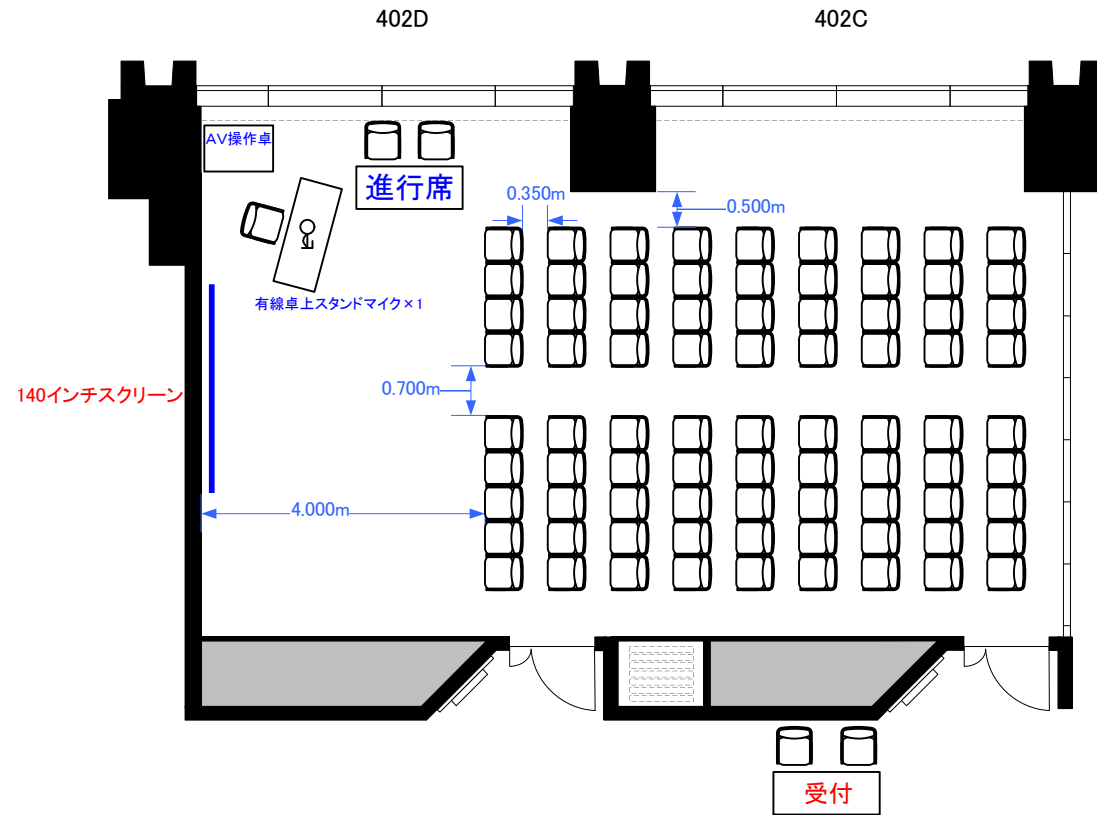 402D
402C
AV操作卓
進行席
0.350m
0.500m
有線卓上スタンドマイク×1
0.700m
140インチスクリーン
4.000m
受付